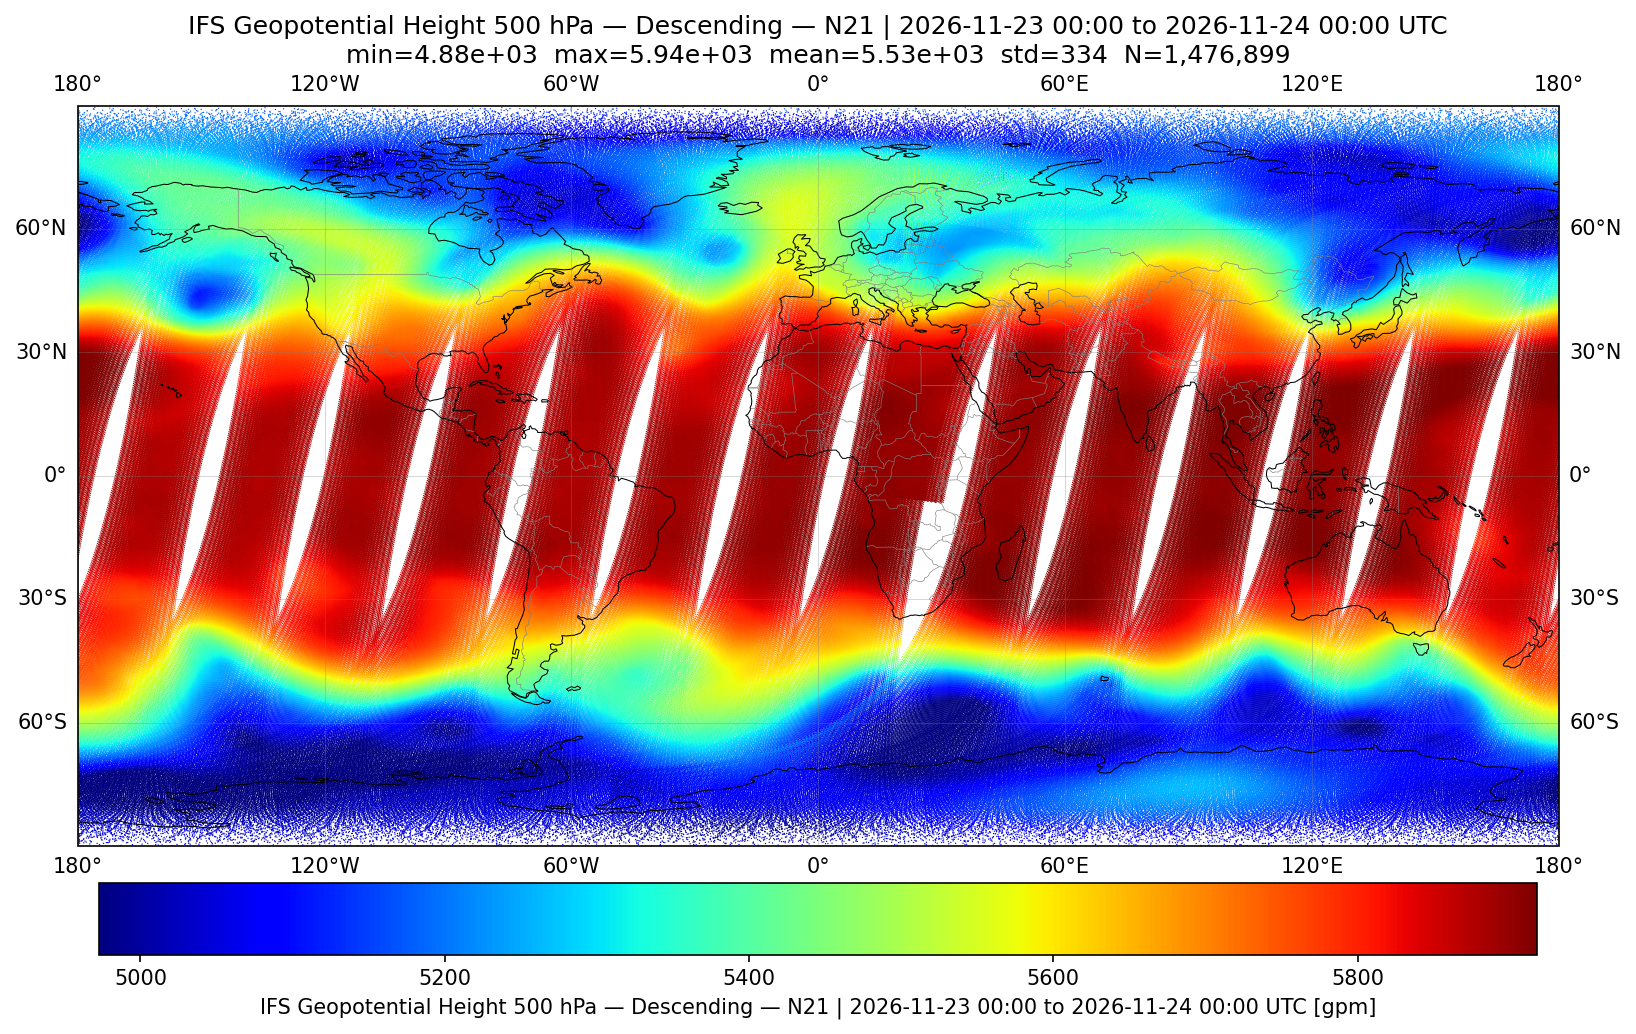 IFS Geopotential Height 500 hPa — Descending — N21 | 2026-11-23 00:00 to 2026-11-24 00:00 UTC
min=4.88e+03 max=5.94e+03 mean=5.53e+03 std=334 N=1,476,899
180° 120°W 60°W 0° 60°E 120°E 180°
60°N 60°N
30°N 30°N
0° 0°
30°S 30°S
60°S 60°S
180° 120°W 60°W 0° 60°E 120°E 180°
5000 5200 5400 5600 5800
IFS Geopotential Height 500 hPa — Descending — N21 | 2026-11-23 00:00 to 2026-11-24 00:00 UTC [gpm]